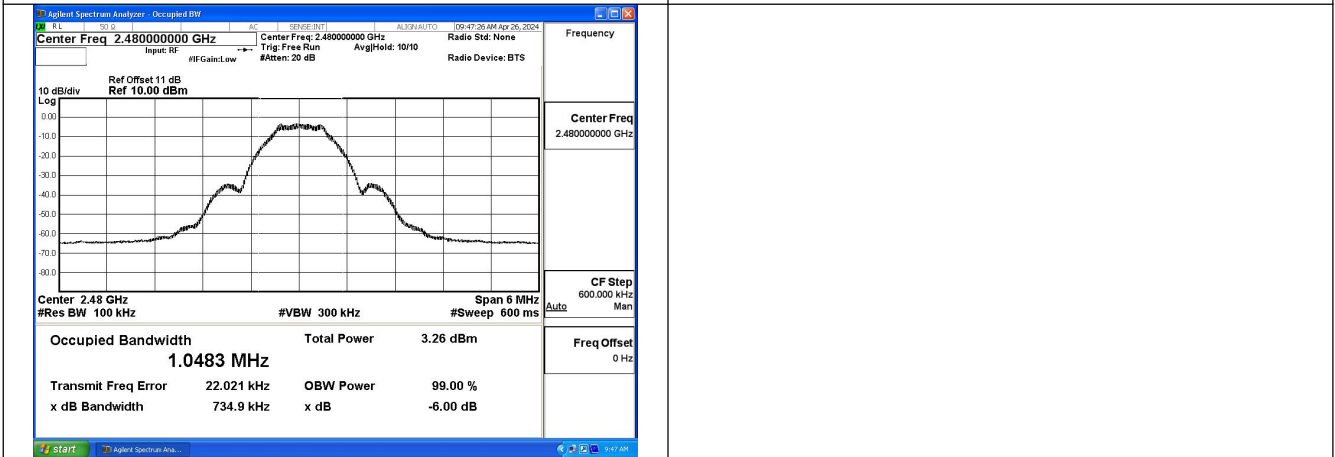 Agilent Spectrum Analyzer - Occupied BW
RL 50 Ω AC SENSE:INT ALIGN AUTO 09:47:26 AM Apr 26, 2024
Center Freq 2.480000000 GHz Center Freq: 2.480000000 GHz Radio Std: None Frequency
Input: RF Trig: Free Run Avg|Hold: 10/10
#IFGain:Low #Atten: 20 dB Radio Device: BTS
Ref Offset 11 dB
10 dB/div Ref 10.00 dBm
Log
0.00
-10.0
-20.0
-30.0
-40.0
-50.0
-60.0
-70.0
-80.0
Center 2.48 GHz Span 6 MHz
#Res BW 100 kHz #VBW 300 kHz #Sweep 600 ms
Occupied Bandwidth Total Power 3.26 dBm
1.0483 MHz
Transmit Freq Error 22.021 kHz OBW Power 99.00 %
x dB Bandwidth 734.9 kHz x dB -6.00 dB
Center Freq
2.480000000 GHz
CF Step
600.000 kHz
Auto Man
Freq Offset
0 Hz
start Agilent Spectrum Ana... 9:47 AM